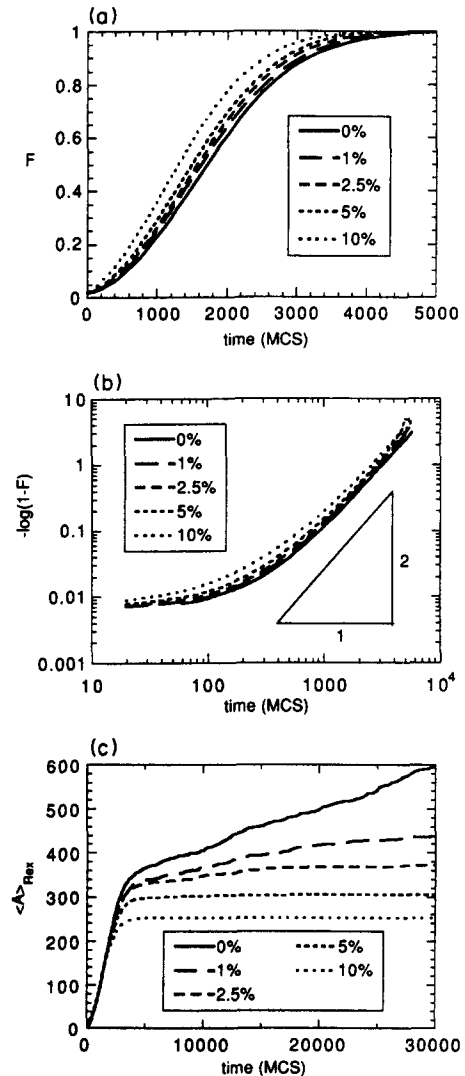 (a)
1
0.8
0.6
0.4
0.2
0
F
0%
1%
2.5%
5%
10%
0 1000 2000 3000 4000 5000
time (MCS)
(b)
10
1
0.1
0.01
0.001
-log(1-F)
0%
1%
2.5%
5%
10%
2
1
10 100 1000 10⁴
time (MCS)
(c)
600
500
400
300
200
100
0
<A>Rex
0% 5%
1% 10%
2.5%
0 10000 20000 30000
time (MCS)